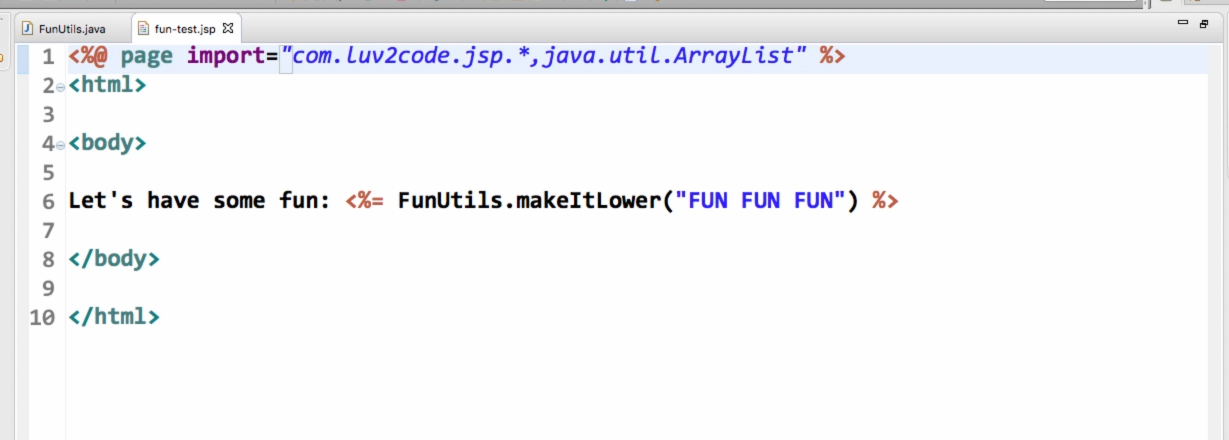 FunUtils.java fun-test.jsp
1 <%@ page import="com.luv2code.jsp.*,java.util.ArrayList" %>
2 <html>
3
4 <body>
5
6 Let's have some fun: <%= FunUtils.makeItLower("FUN FUN FUN") %>
7
8 </body>
9
10 </html>